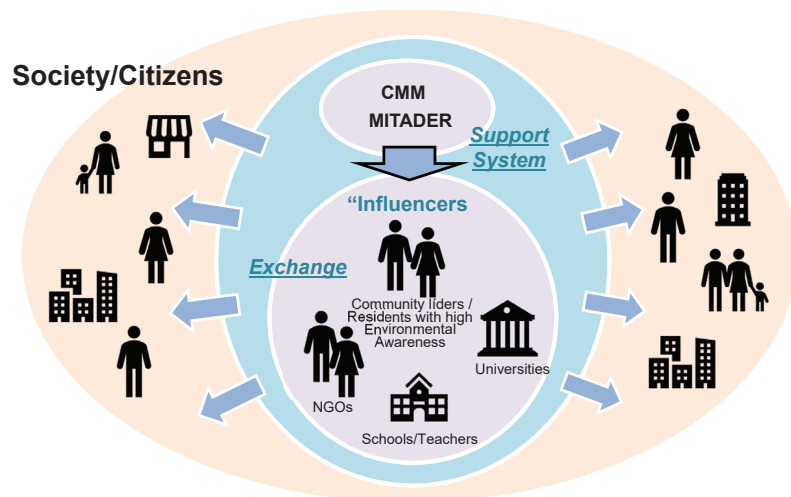 Society/Citizens
CMM
MITADER
Support
System
“Influencers
Exchange
Community liders /
Residents with high
Environmental
Awareness
Universities
NGOs
Schools/Teachers